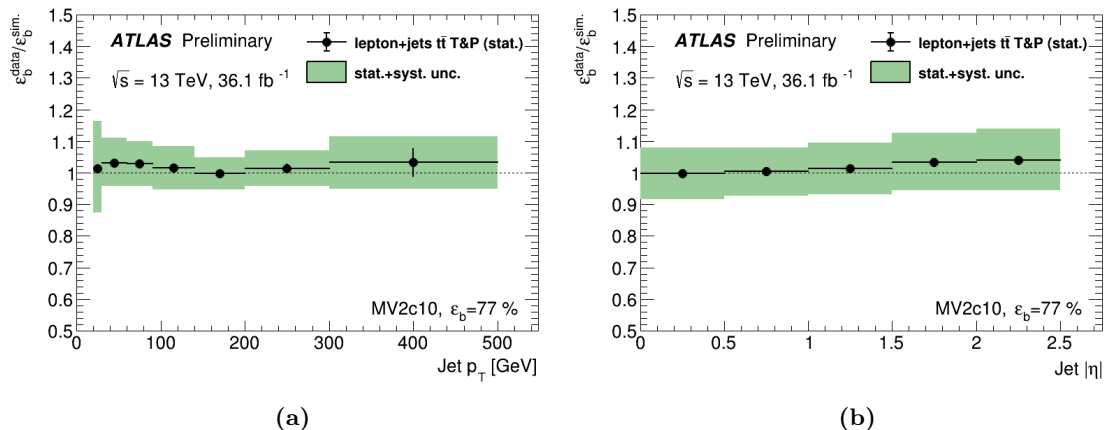 ε_b^data/ε_b^sim.
1.5
1.4
1.3
1.2
1.1
1
0.9
0.8
0.7
0.6
0.5
ATLAS Preliminary
√s = 13 TeV, 36.1 fb⁻¹
lepton+jets tt̄ T&P (stat.)
stat.+syst. unc.
MV2c10, ε_b=77 %
0 100 200 300 400 500
Jet p_T [GeV]
(a)
ε_b^data/ε_b^sim.
1.5
1.4
1.3
1.2
1.1
1
0.9
0.8
0.7
0.6
0.5
ATLAS Preliminary
√s = 13 TeV, 36.1 fb⁻¹
lepton+jets tt̄ T&P (stat.)
stat.+syst. unc.
MV2c10, ε_b=77 %
0 0.5 1 1.5 2 2.5
Jet |η|
(b)